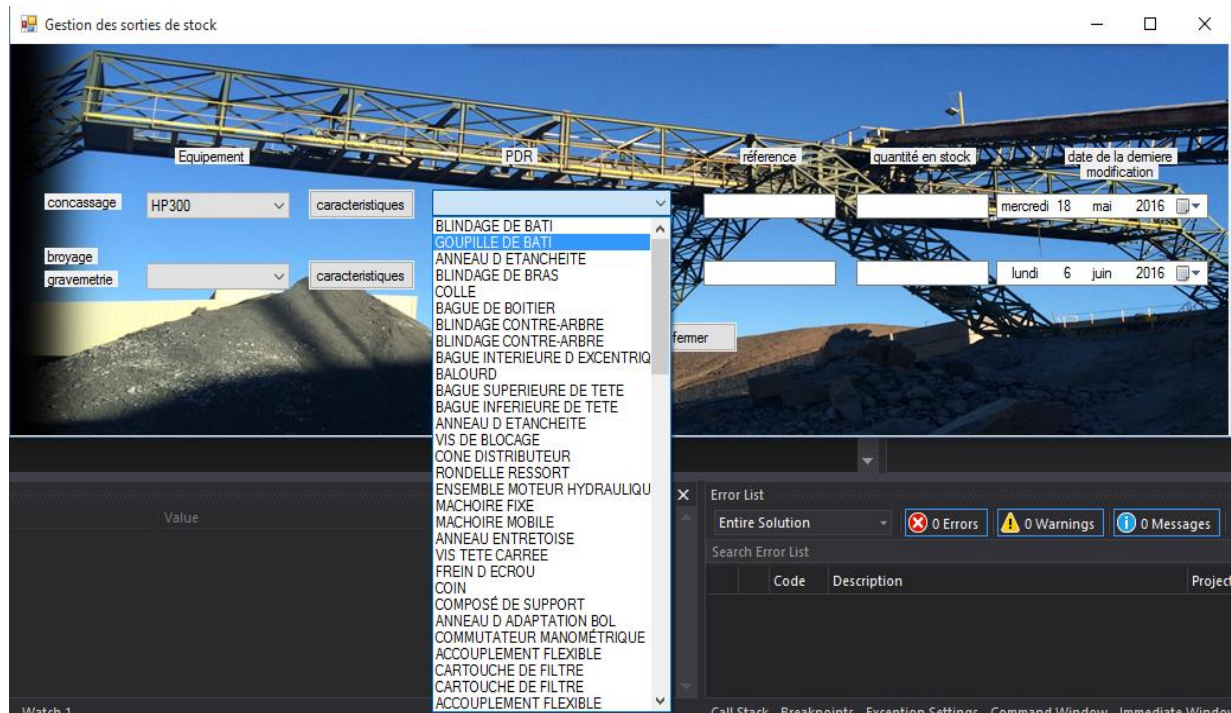 Gestion des sorties de stock
Equipement
PDR
réference
quantité en stock
date de la derniere
modification
concassage
HP300
caracteristiques
mercredi 18 mai 2016
broyage
gravemetrie
caracteristiques
lundi 6 juin 2016
fermer
BLINDAGE DE BATI
GOUPILLE DE BATI
ANNEAU D ETANCHEITE
BLINDAGE DE BRAS
COLLE
BAGUE DE BOITIER
BLINDAGE CONTRE-ARBRE
BLINDAGE CONTRE-ARBRE
BAGUE INTERIEURE D EXCENTRIQ
BALOURD
BAGUE SUPERIEURE DE TETE
BAGUE INFERIEURE DE TETE
ANNEAU D ETANCHEITE
VIS DE BLOCAGE
CONE DISTRIBUTEUR
RONDELLE RESSORT
ENSEMBLE MOTEUR HYDRAULIQU
MACHOIRE FIXE
MACHOIRE MOBILE
ANNEAU ENTRETOISE
VIS TETE CARREE
FREIN D ECROU
COIN
COMPOSÉ DE SUPPORT
ANNEAU D ADAPTATION BOL
COMMUTATEUR MANOMÉTRIQUE
ACCOUPLEMENT FLEXIBLE
CARTOUCHE DE FILTRE
CARTOUCHE DE FILTRE
ACCOUPLEMENT FLEXIBLE
Value
Watch 1
Error List
Entire Solution
0 Errors
0 Warnings
0 Messages
Search Error List
Code
Description
Project
Call Stack
Breakpoints
Exception Settings
Command Window
Immediate Window